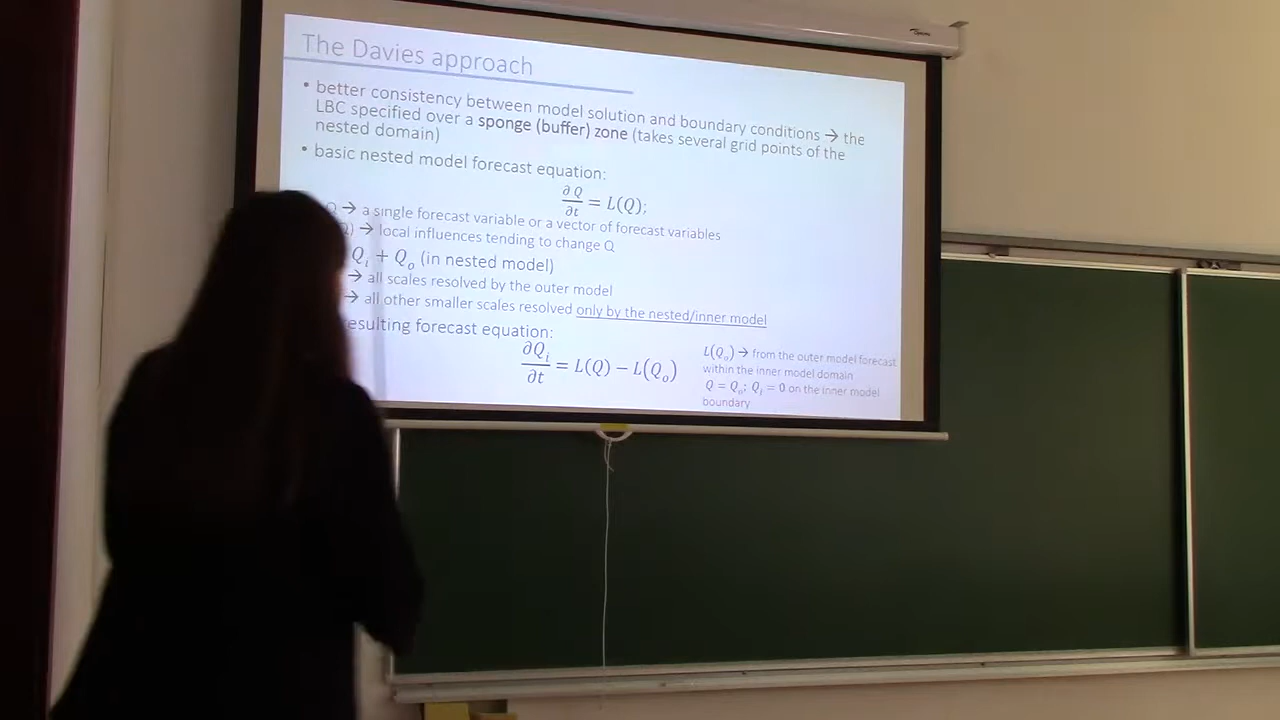 The Davies approach
• better consistency between model solution and boundary conditions → the
LBC specified over a sponge (buffer) zone (takes several grid points of the
nested domain)
• basic nested model forecast equation:
∂Q/∂t = L(Q);
Q → a single forecast variable or a vector of forecast variables
) → local influences tending to change Q
Qᵢ + Qₒ (in nested model)
→ all scales resolved by the outer model
→ all other smaller scales resolved only by the nested/inner model
resulting forecast equation:
∂Qᵢ/∂t = L(Q) − L(Qₒ)
L(Qₒ) → from the outer model forecast
within the inner model domain
Q = Qₒ; Qᵢ = 0 on the inner model
boundary